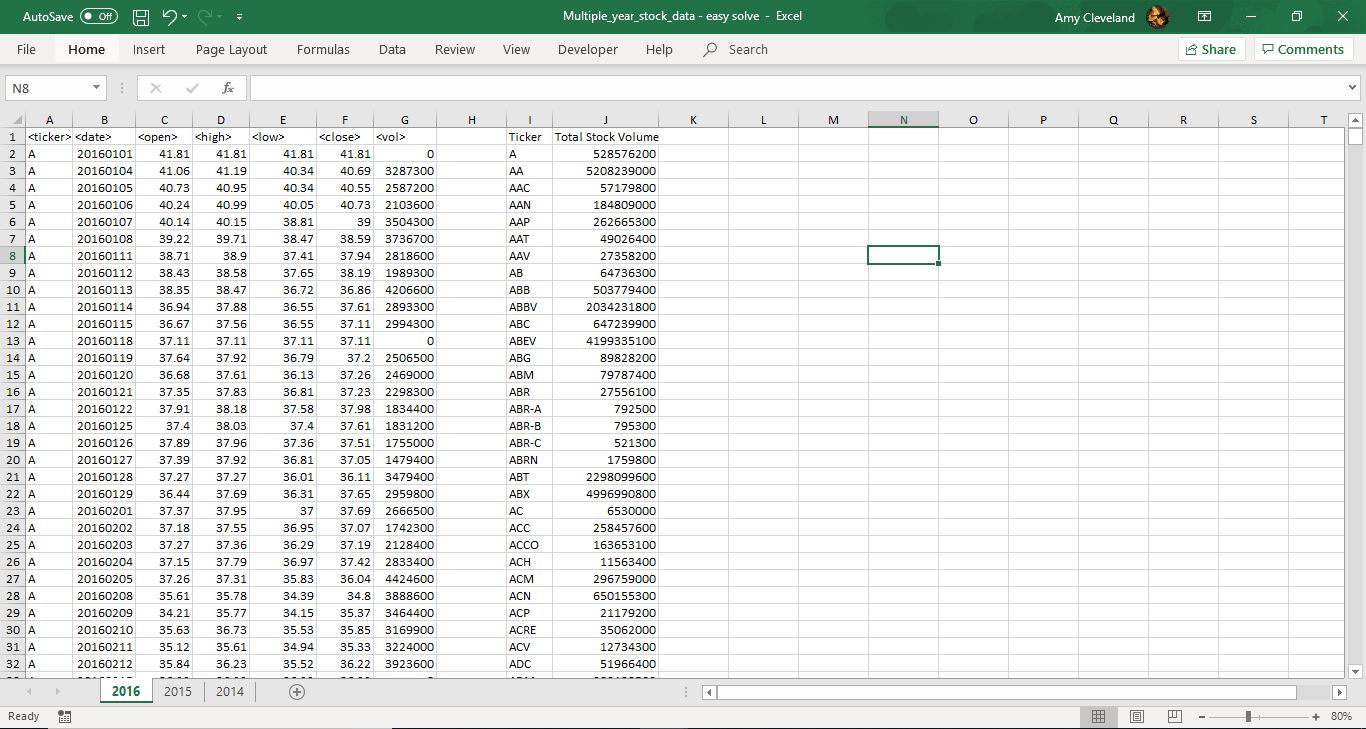 AutoSave Off Multiple_year_stock_data - easy solve - Excel Amy Cleveland
File Home Insert Page Layout Formulas Data Review View Developer Help Search Share Comments
N8 fx
A B C D E F G H I J K L M N O P Q R S T
1 <ticker> <date> <open> <high> <low> <close> <vol> Ticker Total Stock Volume
2 A 20160101 41.81 41.81 41.81 41.81 0 A 528576200
3 A 20160104 41.06 41.19 40.34 40.69 3287300 AA 5208239000
4 A 20160105 40.73 40.95 40.34 40.55 2587200 AAC 57179800
5 A 20160106 40.24 40.99 40.05 40.73 2103600 AAN 184809000
6 A 20160107 40.14 40.15 38.81 39 3504300 AAP 262665300
7 A 20160108 39.22 39.71 38.47 38.59 3736700 AAT 49026400
8 A 20160111 38.71 38.9 37.41 37.94 2818600 AAV 27358200
9 A 20160112 38.43 38.58 37.65 38.19 1989300 AB 64736300
10 A 20160113 38.35 38.47 36.72 36.86 4206600 ABB 503779400
11 A 20160114 36.94 37.88 36.55 37.61 2893300 ABBV 2034231800
12 A 20160115 36.67 37.56 36.55 37.11 2994300 ABC 647239900
13 A 20160118 37.11 37.11 37.11 37.11 0 ABEV 4199335100
14 A 20160119 37.64 37.92 36.79 37.2 2506500 ABG 89828200
15 A 20160120 36.68 37.61 36.13 37.26 2469000 ABM 79787400
16 A 20160121 37.35 37.83 36.81 37.23 2298300 ABR 27556100
17 A 20160122 37.91 38.18 37.58 37.98 1834400 ABR-A 792500
18 A 20160125 37.4 38.03 37.4 37.61 1831200 ABR-B 795300
19 A 20160126 37.89 37.96 37.36 37.51 1755000 ABR-C 521300
20 A 20160127 37.39 37.92 36.81 37.05 1479400 ABRN 1759800
21 A 20160128 37.27 37.27 36.01 36.11 3479400 ABT 2298099600
22 A 20160129 36.44 37.69 36.31 37.65 2959800 ABX 4996990800
23 A 20160201 37.37 37.95 37 37.69 2666500 AC 6530000
24 A 20160202 37.18 37.55 36.95 37.07 1742300 ACC 258457600
25 A 20160203 37.27 37.36 36.29 37.19 2128400 ACCO 163653100
26 A 20160204 37.15 37.79 36.97 37.42 2833400 ACH 11563400
27 A 20160205 37.26 37.31 35.83 36.04 4424600 ACM 296759000
28 A 20160208 35.61 35.78 34.39 34.8 3888600 ACN 650155300
29 A 20160209 34.21 35.77 34.15 35.37 3464400 ACP 21179200
30 A 20160210 35.63 36.73 35.53 35.85 3169900 ACRE 35062000
31 A 20160211 35.12 35.61 34.94 35.33 3224000 ACV 12734300
32 A 20160212 35.84 36.23 35.52 36.22 3923600 ADC 51966400
2016 2015 2014
Ready 80%